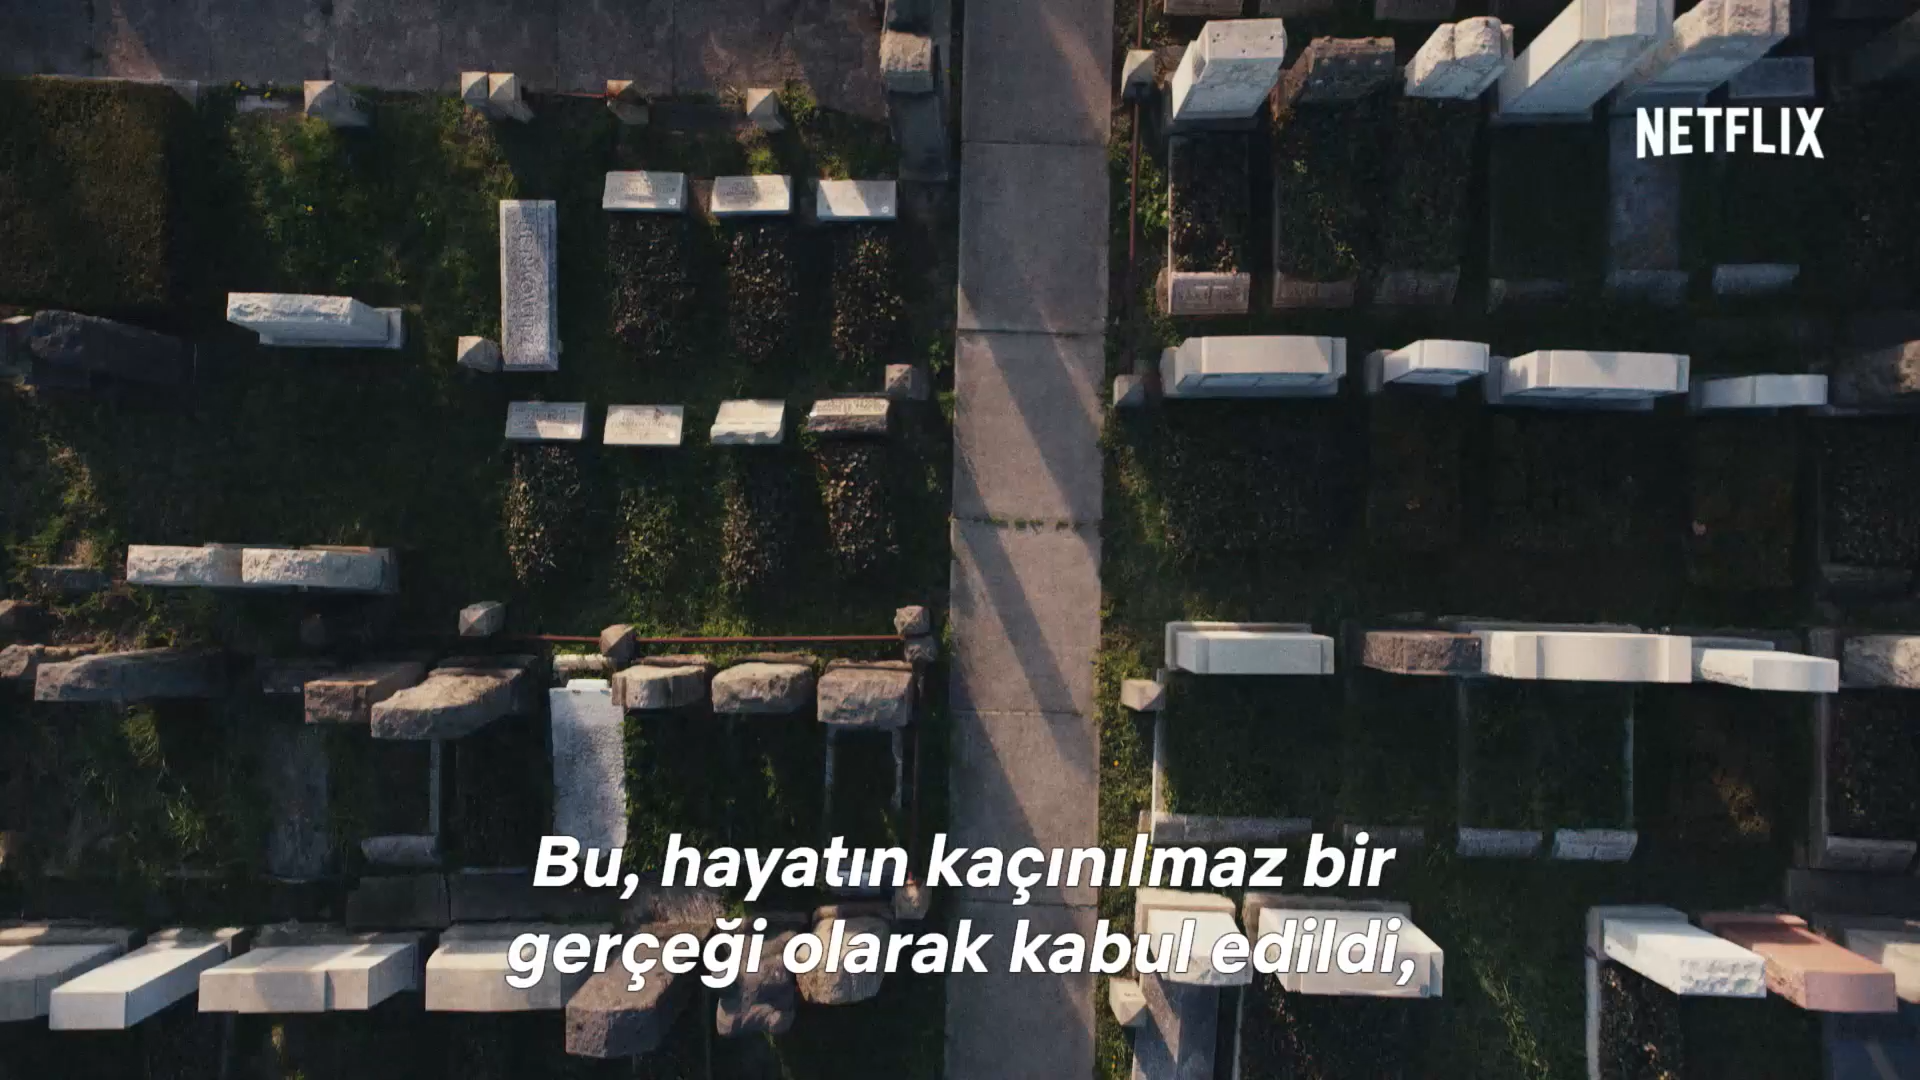 NETFLIX
Bu, hayatın kaçınılmaz bir
gerçeği olarak kabul edildi,